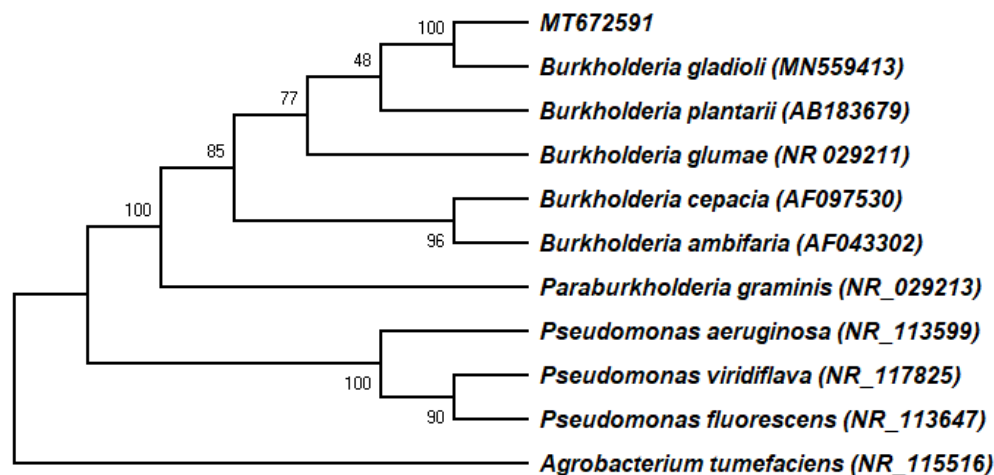 100
MT672591
48
Burkholderia gladioli (MN559413)
77
Burkholderia plantarii (AB183679)
85
Burkholderia glumae (NR 029211)
100
Burkholderia cepacia (AF097530)
96
Burkholderia ambifaria (AF043302)
Paraburkholderia graminis (NR_029213)
Pseudomonas aeruginosa (NR_113599)
100
Pseudomonas viridiflava (NR_117825)
90
Pseudomonas fluorescens (NR_113647)
Agrobacterium tumefaciens (NR_115516)